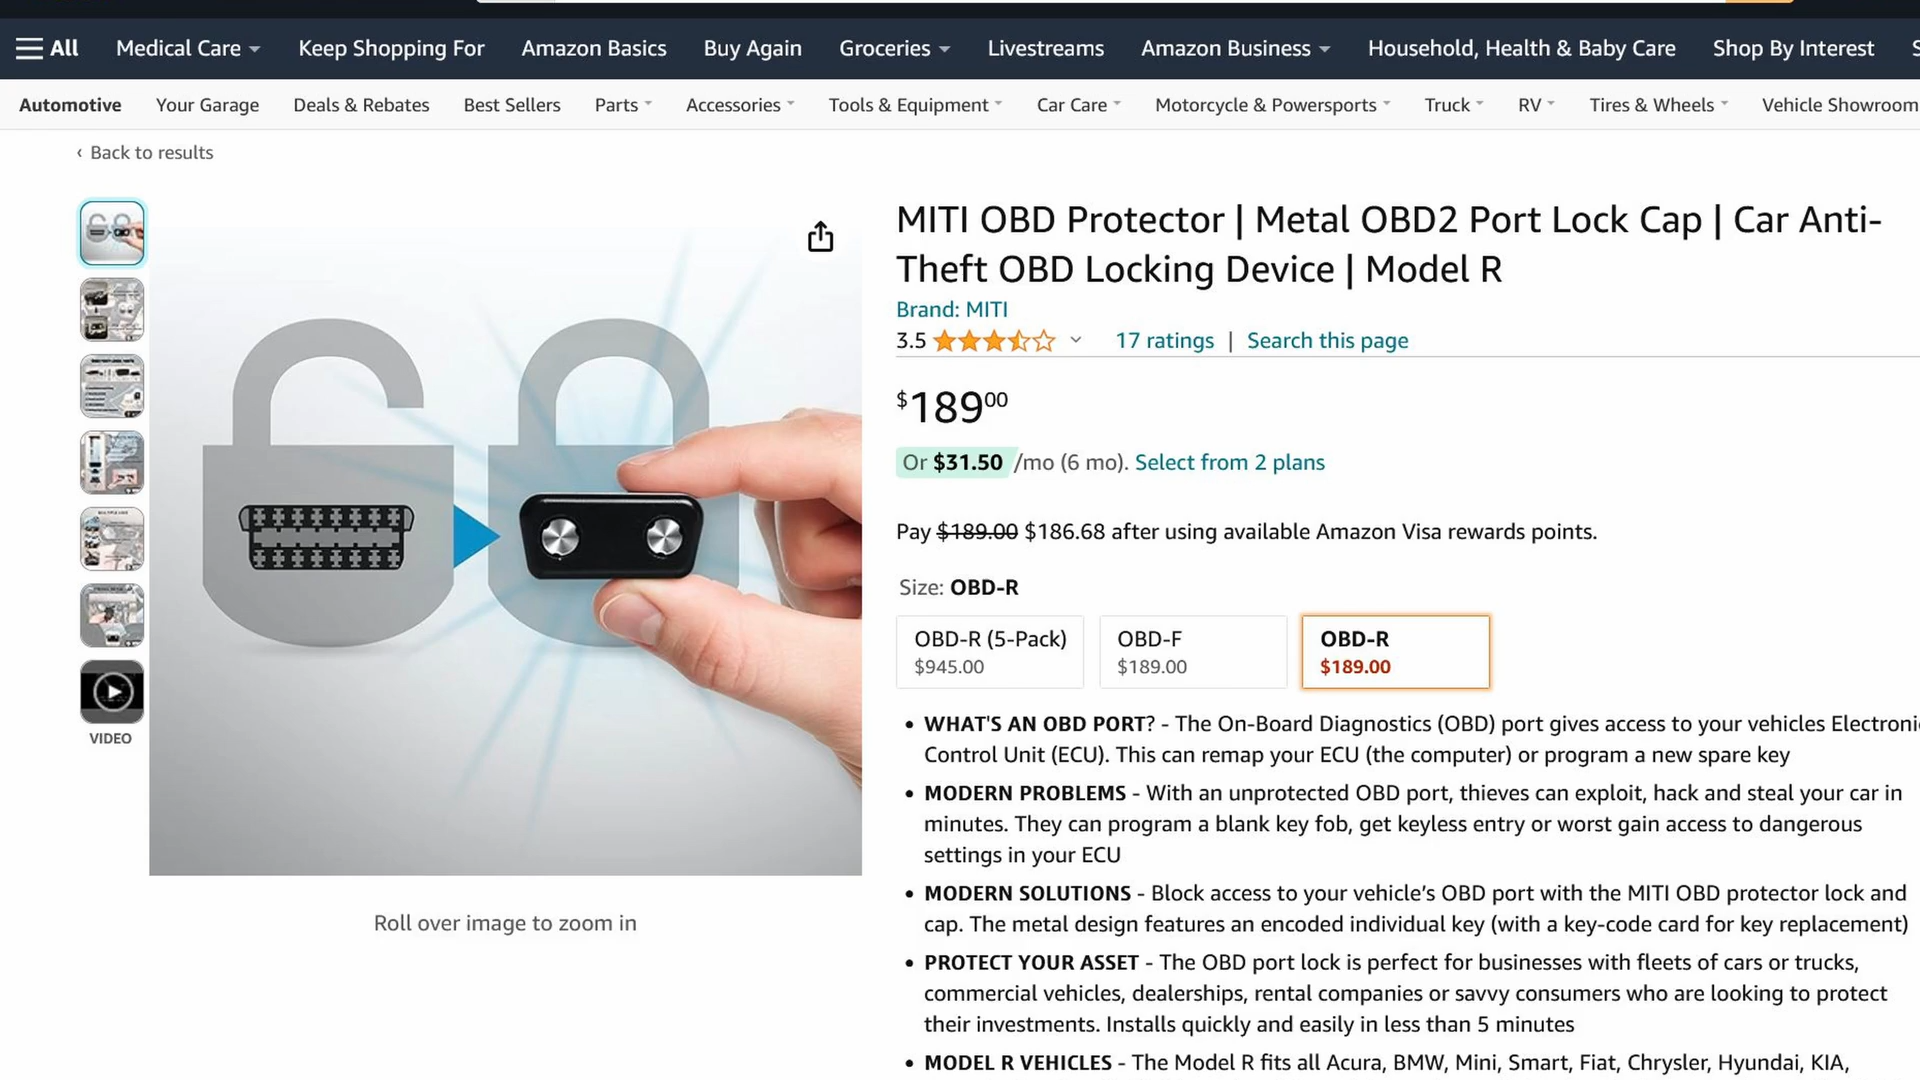 All Medical Care Keep Shopping For Amazon Basics Buy Again Groceries Livestreams Amazon Business Household, Health & Baby Care Shop By Interest
Automotive Your Garage Deals & Rebates Best Sellers Parts Accessories Tools & Equipment Car Care Motorcycle & Powersports Truck RV Tires & Wheels Vehicle Showroom
‹ Back to results
MITI OBD Protector | Metal OBD2 Port Lock Cap | Car Anti-
Theft OBD Locking Device | Model R
Brand: MITI
3.5 17 ratings | Search this page
$18900
Or $31.50 /mo (6 mo). Select from 2 plans
Pay $189.00 $186.68 after using available Amazon Visa rewards points.
Size: OBD-R
OBD-R (5-Pack) OBD-F OBD-R
$945.00 $189.00 $189.00
• WHAT'S AN OBD PORT? - The On-Board Diagnostics (OBD) port gives access to your vehicles Electronic
Control Unit (ECU). This can remap your ECU (the computer) or program a new spare key
• MODERN PROBLEMS - With an unprotected OBD port, thieves can exploit, hack and steal your car in
minutes. They can program a blank key fob, get keyless entry or worst gain access to dangerous
settings in your ECU
• MODERN SOLUTIONS - Block access to your vehicle’s OBD port with the MITI OBD protector lock and
cap. The metal design features an encoded individual key (with a key-code card for key replacement)
• PROTECT YOUR ASSET - The OBD port lock is perfect for businesses with fleets of cars or trucks,
commercial vehicles, dealerships, rental companies or savvy consumers who are looking to protect
their investments. Installs quickly and easily in less than 5 minutes
• MODEL R VEHICLES - The Model R fits all Acura, BMW, Mini, Smart, Fiat, Chrysler, Hyundai, KIA,
VIDEO
Roll over image to zoom in